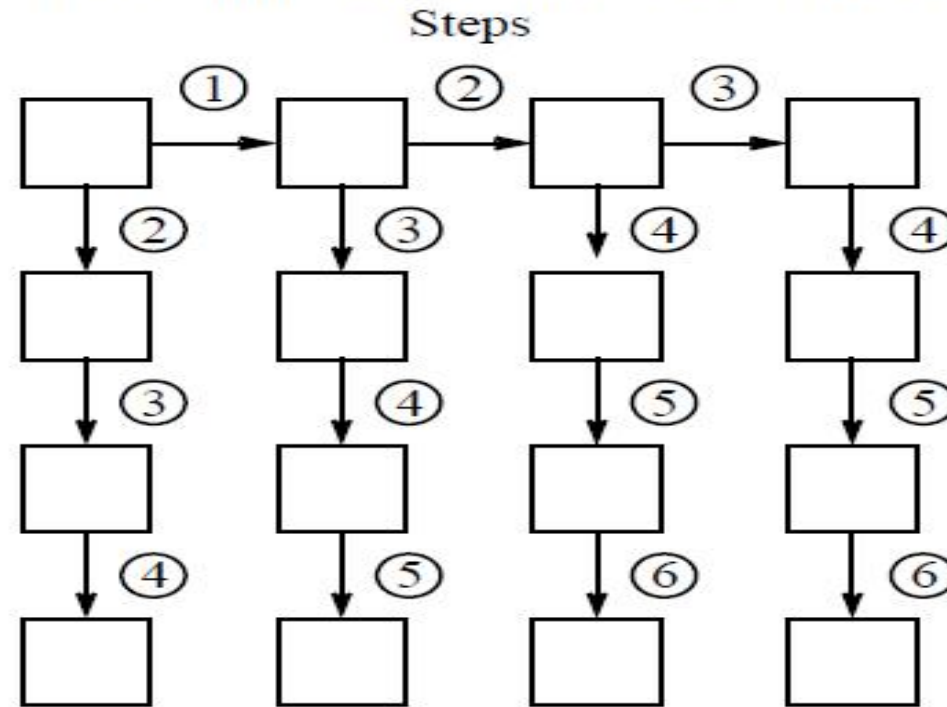 Steps
① ② ③
② ③ ④ ④
③ ④ ⑤ ⑤
④ ⑤ ⑥ ⑥